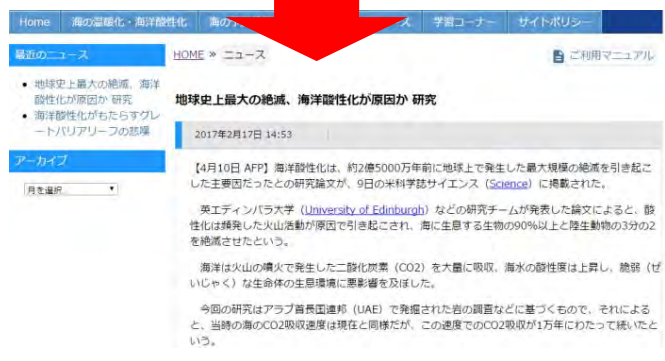 Home 海の温暖化・海洋酸性化 海の ス 学習コーナー サイトポリシー
最近のニュース
HOME » ニュース
ご利用マニュアル
• 地球史上最大の絶滅、海洋
酸性化が原因か 研究
• 海洋酸性化がもたらすグレ
ートバリアリーフの悲嘆
アーカイブ
月を選択
地球史上最大の絶滅、海洋酸性化が原因か 研究
2017年2月17日 14:53
【4月10日 AFP】海洋酸性化は、約2億5000万年前に地球上で発生した最大規模の絶滅を引き起こ
した主要因だったとの研究論文が、9日の米科学誌サイエンス（Science）に掲載された。
英エディンバラ大学（University of Edinburgh）などの研究チームが発表した論文によると、酸
性化は頻発した火山活動が原因で引き起こされ、海に生息する生物の90%以上と陸生動物の3分の2
を絶滅させたという。
海洋は火山の噴火で発生した二酸化炭素（CO2）を大量に吸収、海水の酸性度は上昇し、脆弱（ぜ
いじゃく）な生命体の生息環境に悪影響を及ぼした。
今回の研究はアラブ首長国連邦（UAE）で発掘された岩の調査などに基づくもので、それによる
と、当時の海のCO2吸収速度は現在と同様だが、この速度でのCO2吸収が1万年にわたって続いたと
いう。